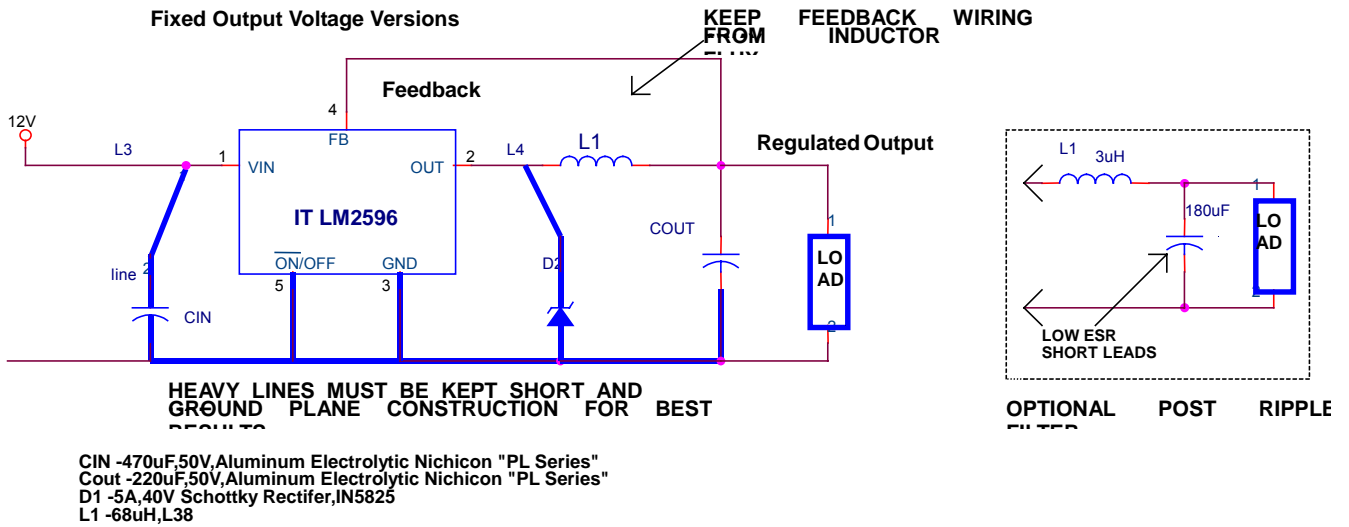 Fixed Output Voltage Versions
KEEP FEEDBACK WIRING
FROM INDUCTOR
FLUX
Feedback
4
12V
FB
L3
1
VIN
OUT
2
L4
L1
Regulated Output
IT LM2596
COUT
1
LO
AD
2
line
2
ON/OFF
GND
D2
5
3
CIN
L1
3uH
1
180uF
LO
AD
2
LOW ESR
SHORT LEADS
HEAVY LINES MUST BE KEPT SHORT AND
GROUND PLANE CONSTRUCTION FOR BEST
RESULTS
OPTIONAL POST RIPPLE
FILTER
CIN -470uF,50V,Aluminum Electrolytic Nichicon "PL Series"
Cout -220uF,50V,Aluminum Electrolytic Nichicon "PL Series"
D1 -5A,40V Schottky Rectifer,IN5825
L1 -68uH,L38